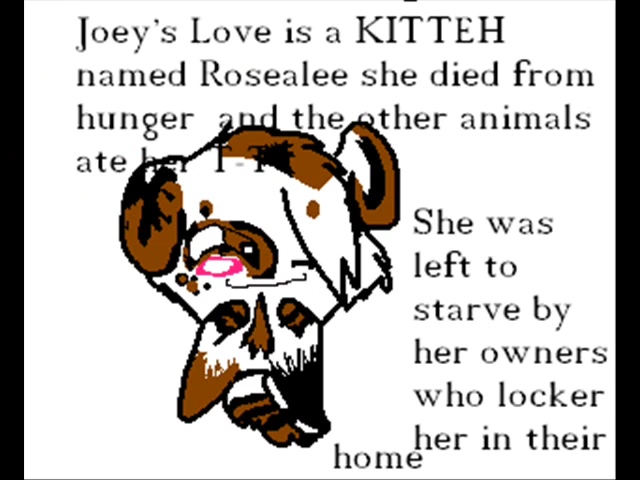 Joey's Love is a KITTEH
named Rosealee she died from
hunger and the other animals
ate her T-T
She was
left to
starve by
her owners
who locker
her in their
home